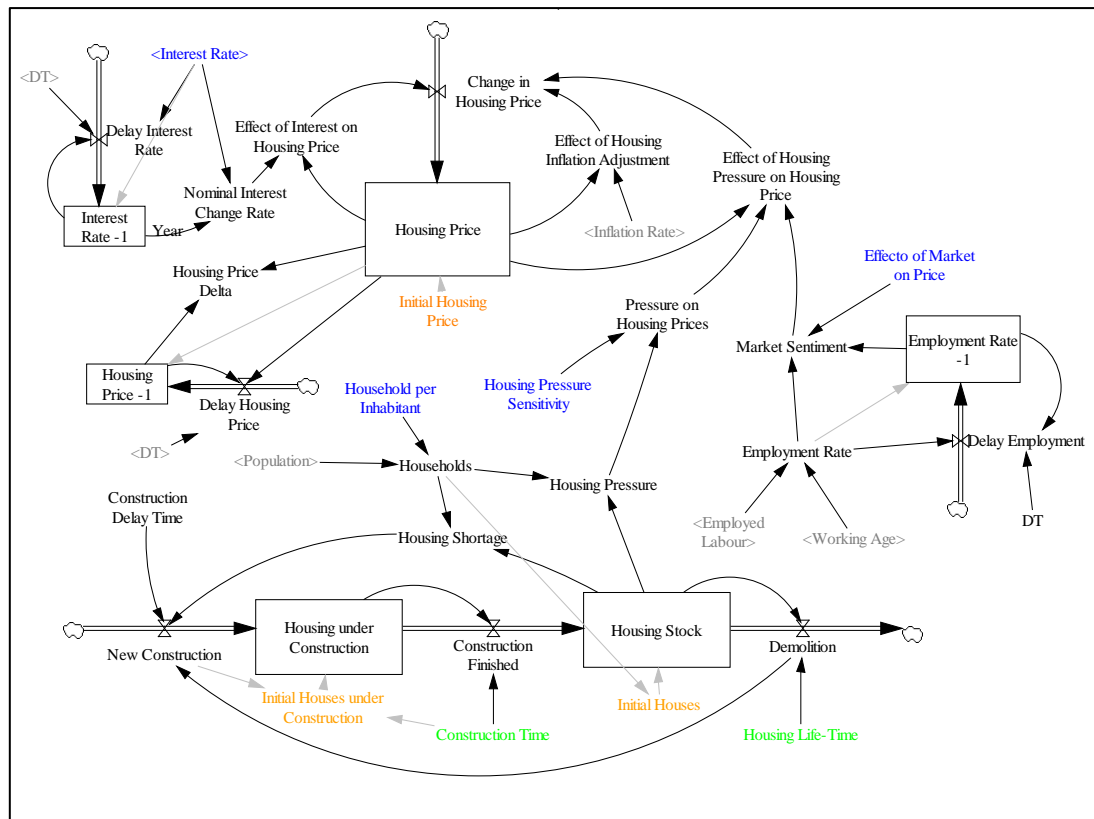 <Interest Rate>
<DT>
Delay Interest
Rate
Effect of Interest on
Housing Price
Change in
Housing Price
Effect of Housing
Inflation Adjustment
Effect of Housing
Pressure on Housing
Price
Nominal Interest
Change Rate
Interest
Rate -1
Year
Housing Price
<Inflation Rate>
Housing Price
Delta
Initial Housing
Price
Pressure on
Housing Prices
Effecto of Market
on Price
Market Sentiment
Employment Rate
-1
Housing
Price -1
Delay Housing
Price
<DT>
Household per
Inhabitant
Housing Pressure
Sensitivity
<Population>
Households
Housing Pressure
Employment Rate
Delay Employment
Construction
Delay Time
Housing Shortage
<Employed
Labour>
<Working Age>
DT
Housing under
Construction
Housing Stock
New Construction
Construction
Finished
Demolition
Initial Houses under
Construction
Initial Houses
Construction Time
Housing Life-Time